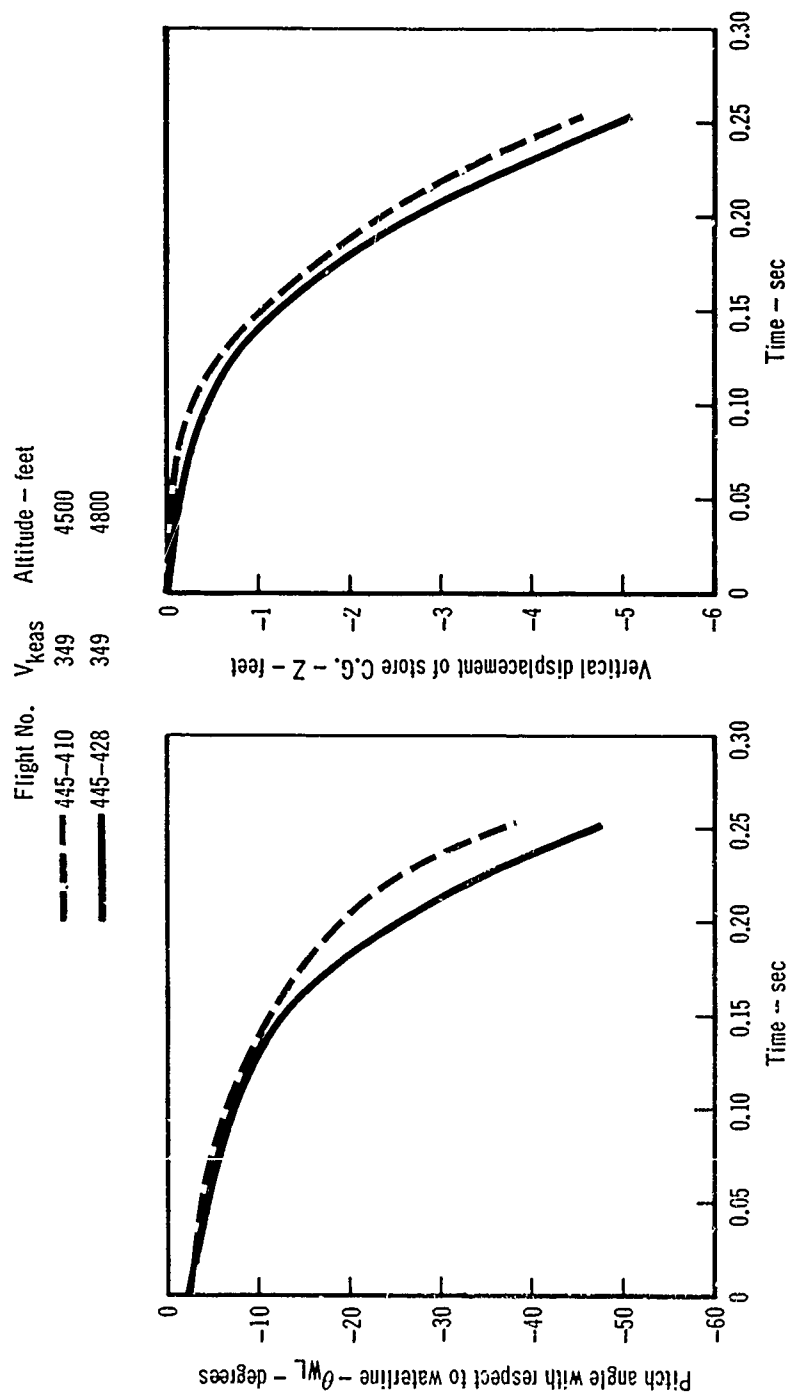 Flight No. Vkeas Altitude – feet
445–410 349 4500
445–428 349 4800
Pitch angle with respect to waterline – θWL – degrees
0
–10
–20
–30
–40
–50
–60
0 0.05 0.10 0.15 0.20 0.25 0.30
Time -- sec
Vertical displacement of store C.G. – Z – feet
0
–1
–2
–3
–4
–5
–6
0 0.05 0.10 0.15 0.20 0.25 0.30
Time – sec